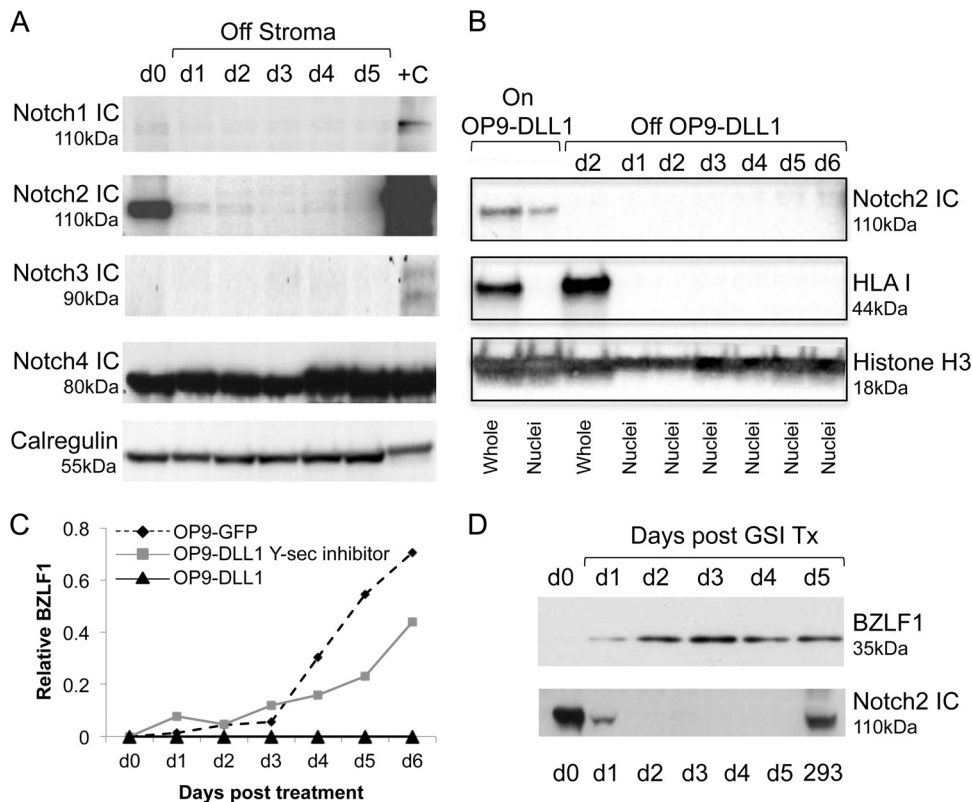 A
Off Stroma
d0 d1 d2 d3 d4 d5 +C
Notch1 IC
110kDa
Notch2 IC
110kDa
Notch3 IC
90kDa
Notch4 IC
80kDa
Calregulin
55kDa
B
On
OP9-DLL1 Off OP9-DLL1
d2 d1 d2 d3 d4 d5 d6
Notch2 IC
110kDa
HLA I
44kDa
Histone H3
18kDa
Whole Nuclei Whole Nuclei Nuclei Nuclei Nuclei Nuclei Nuclei
C
OP9-GFP
OP9-DLL1 Y-sec inhibitor
OP9-DLL1
Relative BZLF1
0.8
0.6
0.4
0.2
0
d0 d1 d2 d3 d4 d5 d6
Days post treatment
D
Days post GSI Tx
d0 d1 d2 d3 d4 d5
BZLF1
35kDa
Notch2 IC
110kDa
d0 d1 d2 d3 d4 d5 293